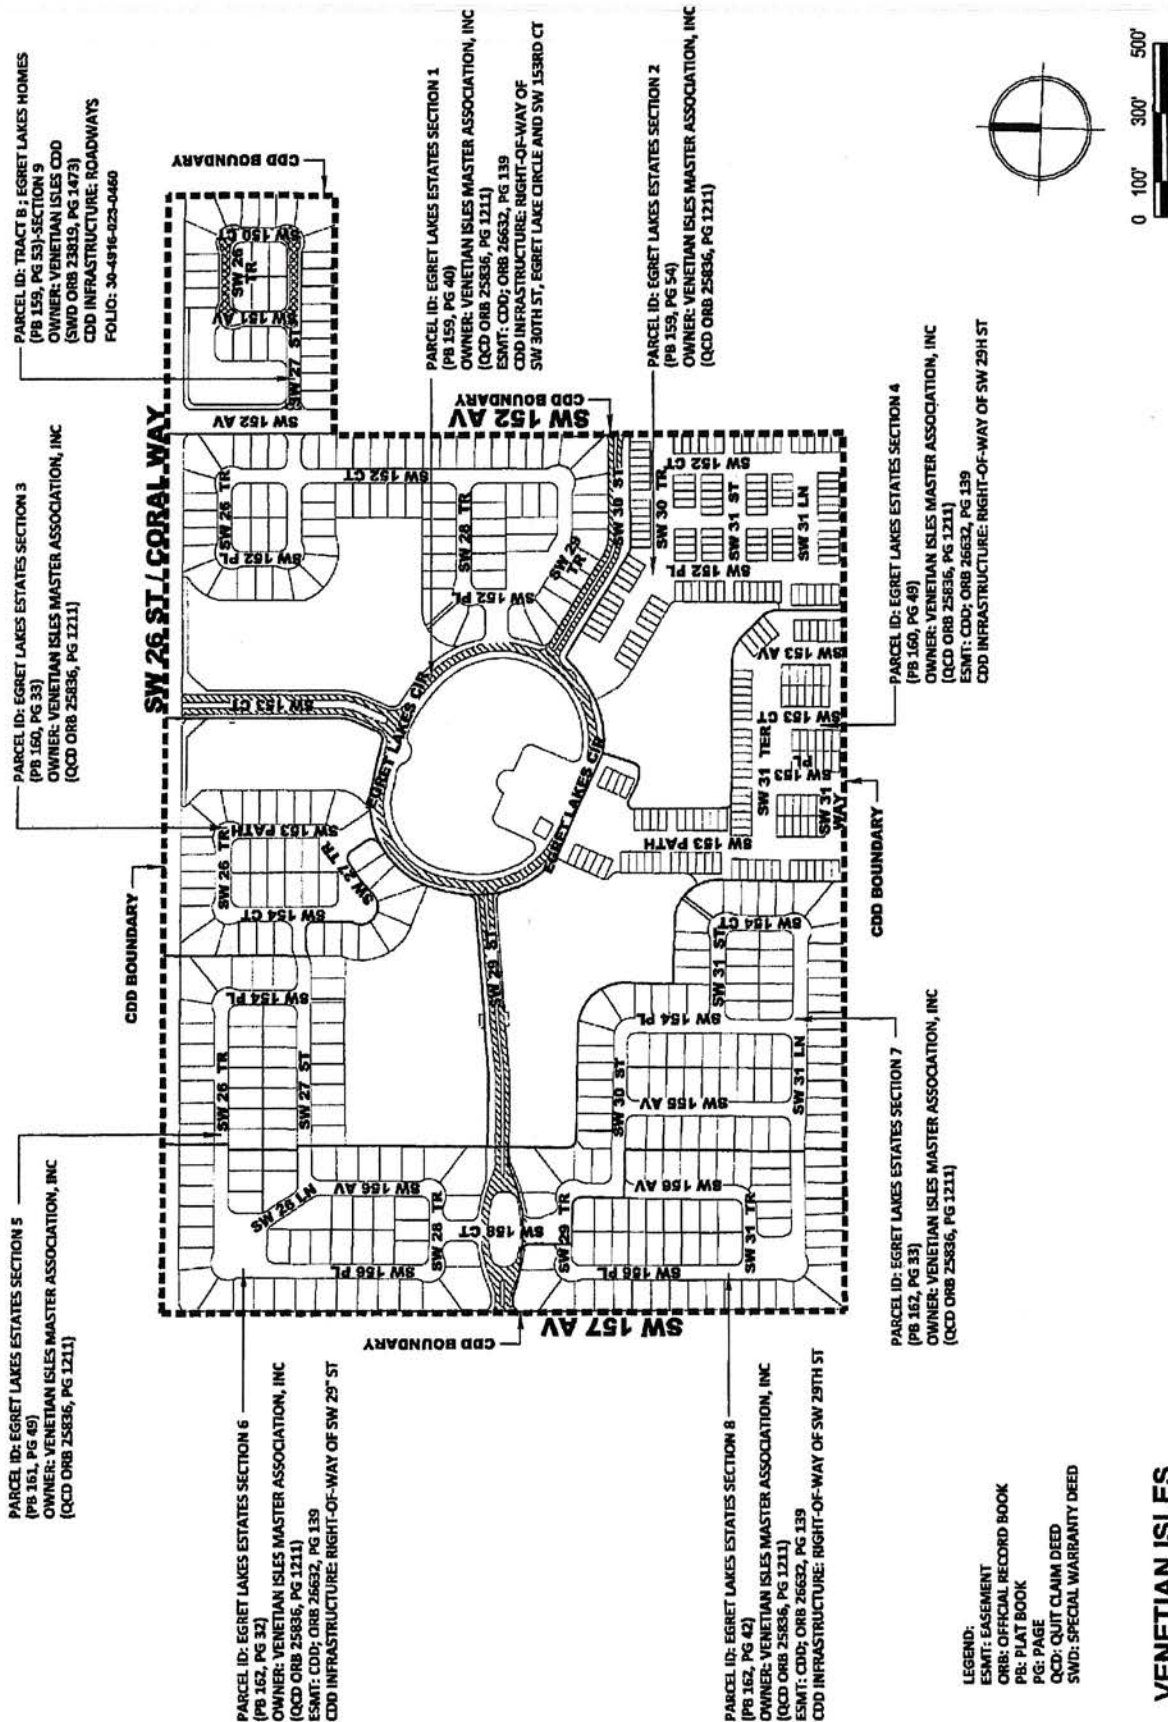 PARCEL ID: EGRET LAKES ESTATES SECTION 5
(PB 161, PG 49)
OWNER: VENETIAN ISLES MASTER ASSOCIATION, INC
(QCD ORB 25836, PG 1211)
PARCEL ID: EGRET LAKES ESTATES SECTION 3
(PB 160, PG 33)
OWNER: VENETIAN ISLES MASTER ASSOCIATION, INC
(QCD ORB 25836, PG 1211)
PARCEL ID: TRACT B; EGRET LAKES HOMES
(PB 159, PG 53)-SECTION 9
OWNER: VENETIAN ISLES CDD
(SWD ORB 23819, PG 1473)
CDD INFRASTRUCTURE: ROADWAYS
FOLIO: 30-4916-023-0460
CDD BOUNDARY
SW 26 ST / CORAL WAY
CDD BOUNDARY
PARCEL ID: EGRET LAKES ESTATES SECTION 6
(PB 162, PG 32)
OWNER: VENETIAN ISLES MASTER ASSOCIATION, INC
(QCD ORB 25836, PG 1211)
ESMT: CDD; ORB 26632, PG 139
CDD INFRASTRUCTURE: RIGHT-OF-WAY OF SW 29" ST
SW 26 TR
SW 154 PL
SW 27 ST
SW 26 LN
SW 156 AV
SW 156 PL
SW 28 TR
SW 158 CT
SW 26 TR
SW 154 CT
SW 153 PATH
SW 27 TR
SW 153 CT
SW 26 TR
SW 152 PL
SW 152 CT
SW 152 AV
SW 27 ST
SW 151 AV
SW 26
TR
SW 150 CT
SW 28 TR
SW 152 PL
SW 29
TR
EGRET LAKES CIR
EGRET LAKES CIR
SW 29 ST
SW 152 AV
CDD BOUNDARY
PARCEL ID: EGRET LAKES ESTATES SECTION 1
(PB 159, PG 40)
OWNER: VENETIAN ISLES MASTER ASSOCIATION, INC
(QCD ORB 25836, PG 1211)
ESMT: CDD; ORB 26632, PG 139
CDD INFRASTRUCTURE: RIGHT-OF-WAY OF
SW 30TH ST, EGRET LAKE CIRCLE AND SW 153RD CT
CDD BOUNDARY
SW 157 AV
SW 29 TR
SW 156 PL
SW 156 AV
SW 31 TR
SW 30 ST
SW 155 AV
SW 154 PL
SW 31 ST
SW 154 CT
SW 31 LN
SW 153 PATH
SW 31 TER
SW 153
PL
SW 153 CT
SW 153 AV
SW 31
WAY
SW 30 ST
SW 30 TR
SW 152 CT
SW 31 ST
SW 152 PL
SW 31 LN
PARCEL ID: EGRET LAKES ESTATES SECTION 2
(PB 159, PG 54)
OWNER: VENETIAN ISLES MASTER ASSOCIATION, INC
(QCD ORB 25836, PG 1211)
PARCEL ID: EGRET LAKES ESTATES SECTION 8
(PB 162, PG 42)
OWNER: VENETIAN ISLES MASTER ASSOCIATION, INC
(QCD ORB 25836, PG 1211)
ESMT: CDD; ORB 26632, PG 139
CDD INFRASTRUCTURE: RIGHT-OF-WAY OF SW 29TH ST
CDD BOUNDARY
PARCEL ID: EGRET LAKES ESTATES SECTION 7
(PB 162, PG 33)
OWNER: VENETIAN ISLES MASTER ASSOCIATION, INC
(QCD ORB 25836, PG 1211)
PARCEL ID: EGRET LAKES ESTATES SECTION 4
(PB 160, PG 49)
OWNER: VENETIAN ISLES MASTER ASSOCIATION, INC
(QCD ORB 25836, PG 1211)
ESMT: CDD; ORB 26632, PG 139
CDD INFRASTRUCTURE: RIGHT-OF-WAY OF SW 29H ST
LEGEND:
ESMT: EASEMENT
ORB: OFFICIAL RECORD BOOK
PB: PLAT BOOK
PG: PAGE
QCD: QUIT CLAIM DEED
SWD: SPECIAL WARRANTY DEED
0 100' 300' 500'
VENETIAN ISLES